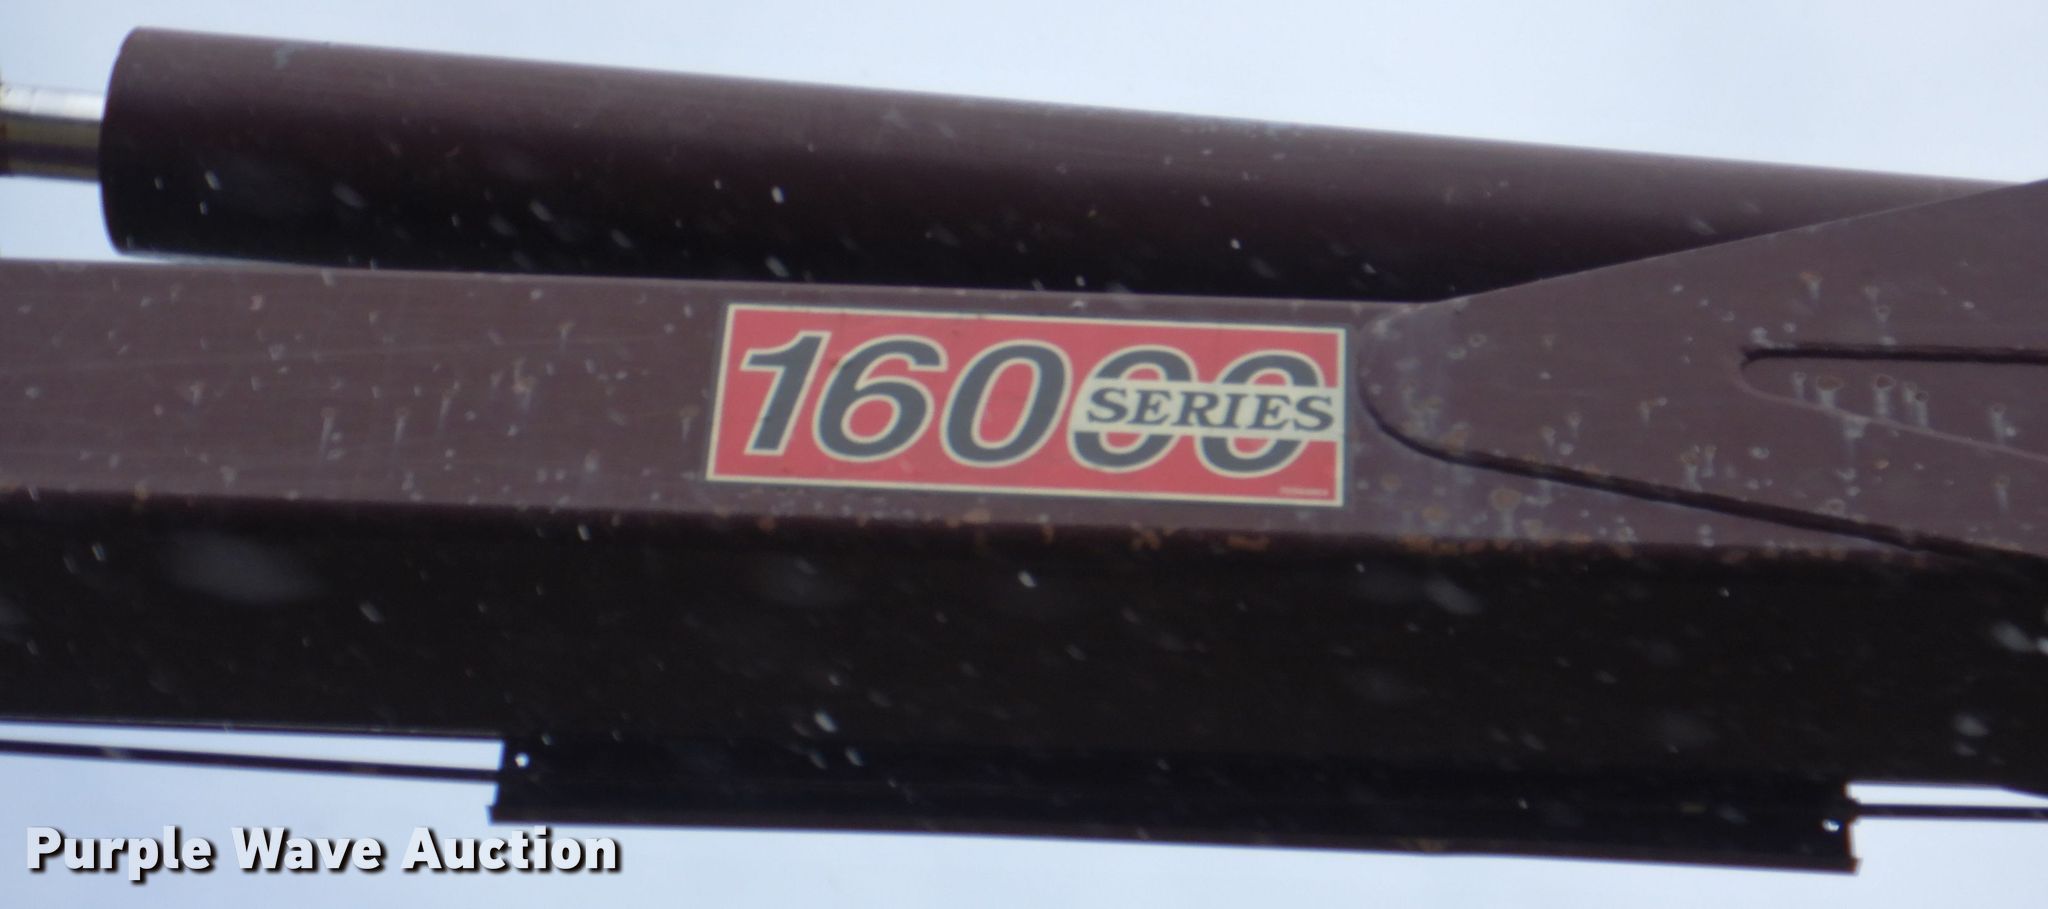 16000
SERIES
Purple Wave Auction